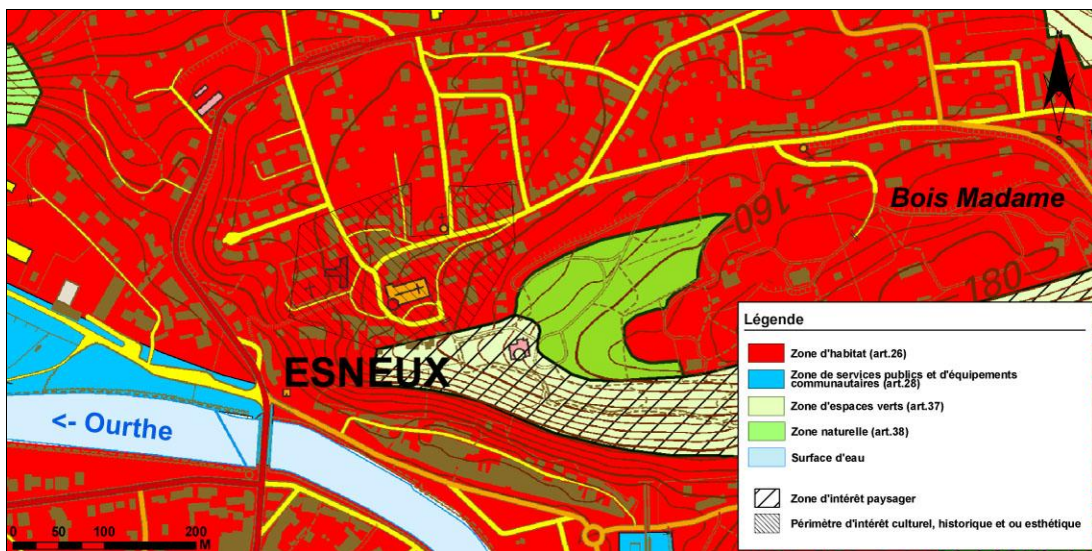 N
S
Bois Madame
160
180
ESNEUX
<- Ourthe
0 50 100 200
M
Légende
Zone d'habitat (art.26)
Zone de services publics et d'équipements
communautaires (art.28)
Zone d'espaces verts (art.37)
Zone naturelle (art.38)
Surface d'eau
Zone d'intérêt paysager
Périmètre d'intérêt culturel, historique et ou esthétique